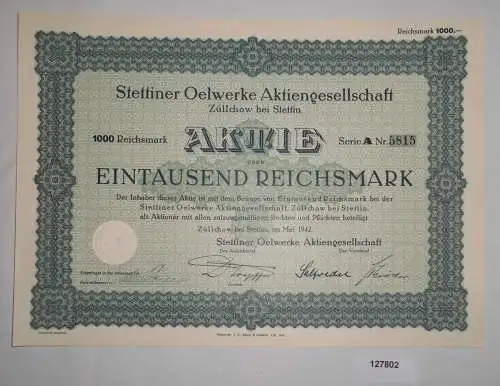 Reichsmark 1000.—
Stettiner Oelwerke Aktiengesellschaft
Züllchow bei Stettin.
1000 Reichsmark AKTIE Serie A Nr. 5815
über
EINTAUSEND REICHSMARK
Der Inhaber dieser Aktie ist mit dem Betrage von Eintausend Reichsmark bei der
Stettiner Oelwerke Aktiengesellschaft, Züllchow bei Stettin,
als Aktionär mit allen satzungsmäßigen Rechten und Pflichten beteiligt.
Züllchow bei Stettin, im Mai 1942.
Stettiner Oelwerke Aktiengesellschaft
Der Aufsichtsrat Der Vorstand
127802